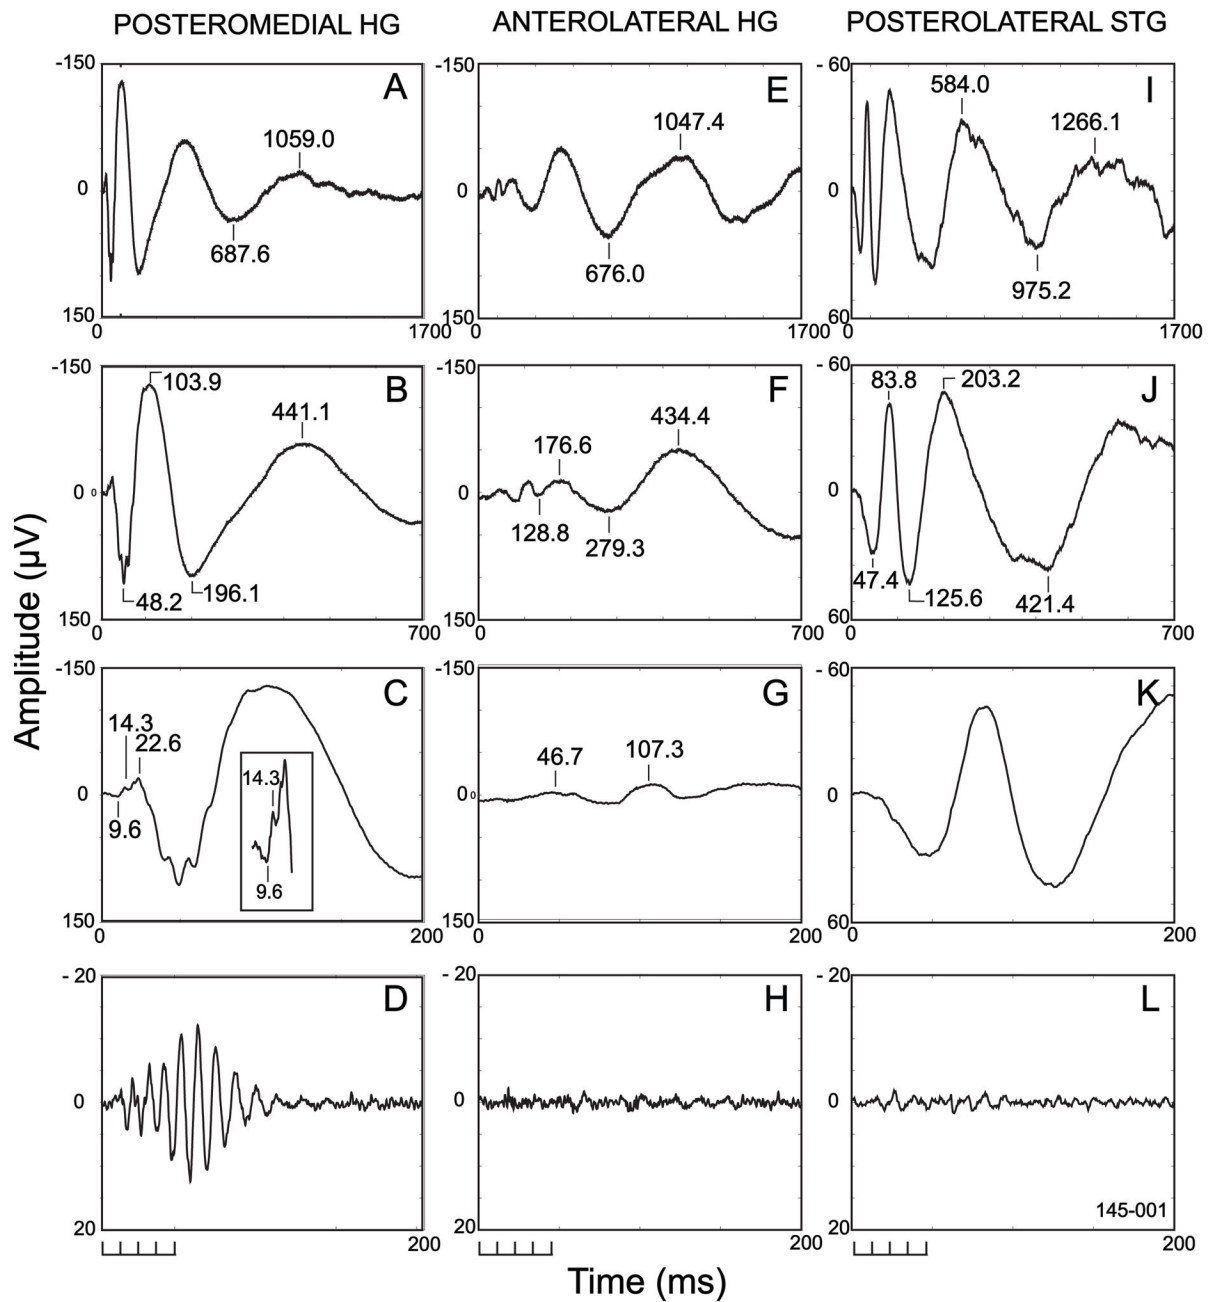 POSTEROMEDIAL HG ANTEROLATERAL HG POSTEROLATERAL STG
-150 -150 - 60
A E I
584.0
1059.0 1047.4 1266.1
0 0 0
687.6 676.0 975.2
150 150 60
0 1700 0 1700 0 1700
-150 -150 -60
103.9 83.8 203.2
B F J
441.1 434.4
176.6
0 0 0 0
128.8
279.3
48.2 196.1 47.4 125.6 421.4
150 150 60
0 700 0 700 0 700
-150 -150 - 60
C G K
14.3
22.6 46.7 107.3
14.3
0 0 0 0
9.6
9.6
150 150 60
0 200 0 200 0 200
- 20 - 20 - 20
D H L
0 0 0
145-001
20 20 20
200 200 200
Amplitude (µV)
Time (ms)